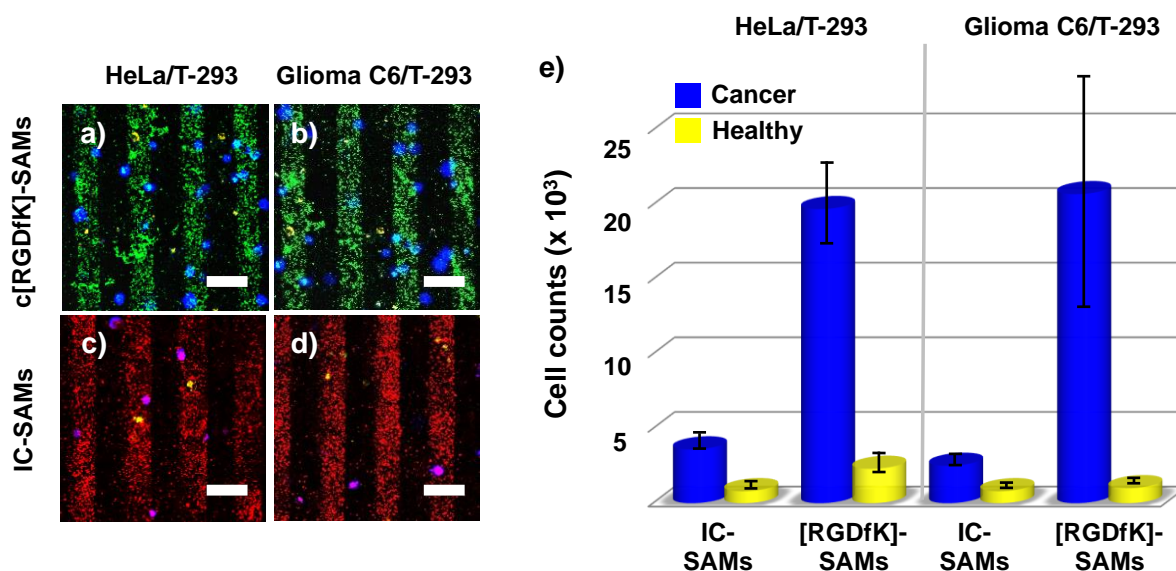 HeLa/T-293
Glioma C6/T-293
c[RGDfK]-SAMs
IC-SAMs
a)
b)
c)
d)
e)
HeLa/T-293
Glioma C6/T-293
Cancer
Healthy
Cell counts (x 10³)
25
20
15
10
5
IC-
SAMs
[RGDfK]-
SAMs
IC-
SAMs
[RGDfK]-
SAMs